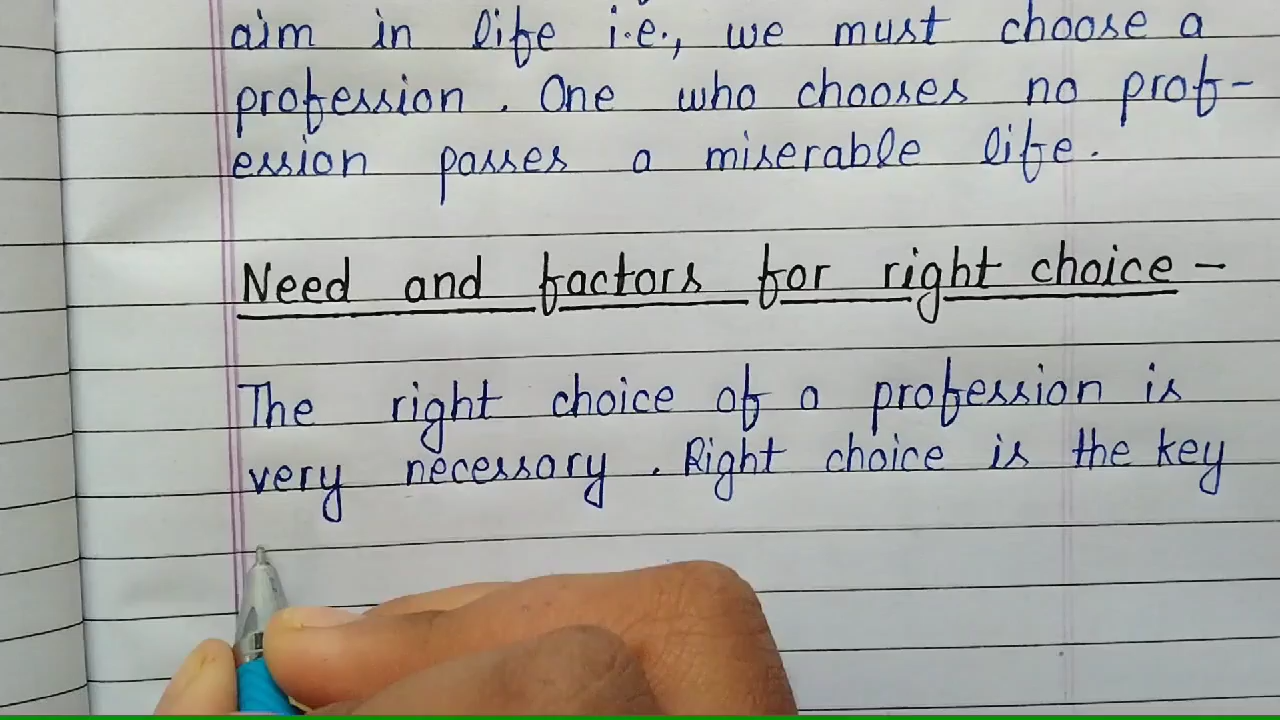 aim in life i.e., we must choose a
profession. One who chooses no prof-
ession passes a miserable life.
Need and factors for right choice -
The right choice of a profession is
very necessary. Right choice is the key